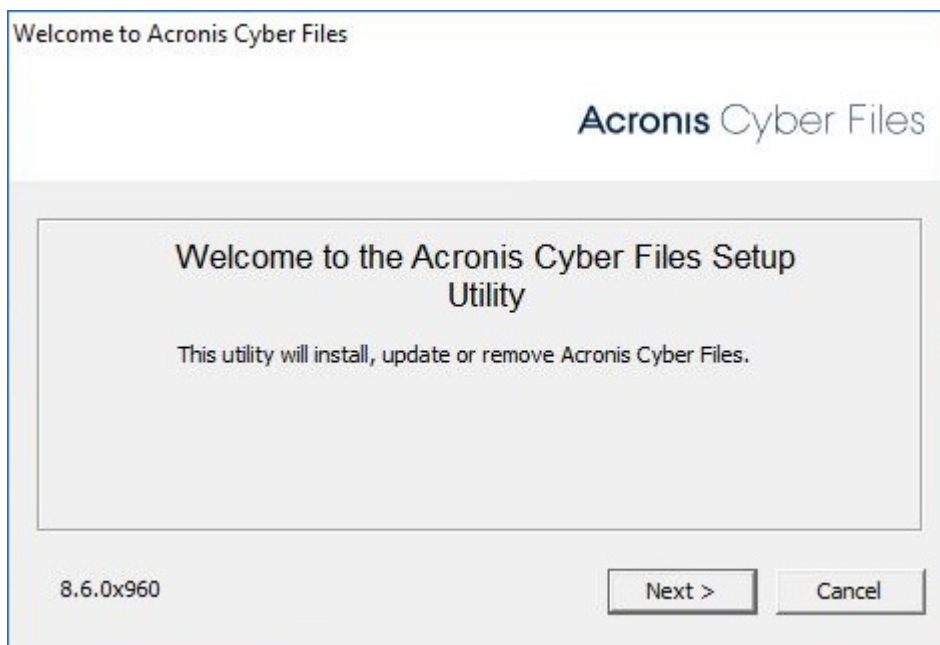 Welcome to Acronis Cyber Files
Acronis Cyber Files
Welcome to the Acronis Cyber Files Setup
Utility
This utility will install, update or remove Acronis Cyber Files.
8.6.0x960
Next >
Cancel